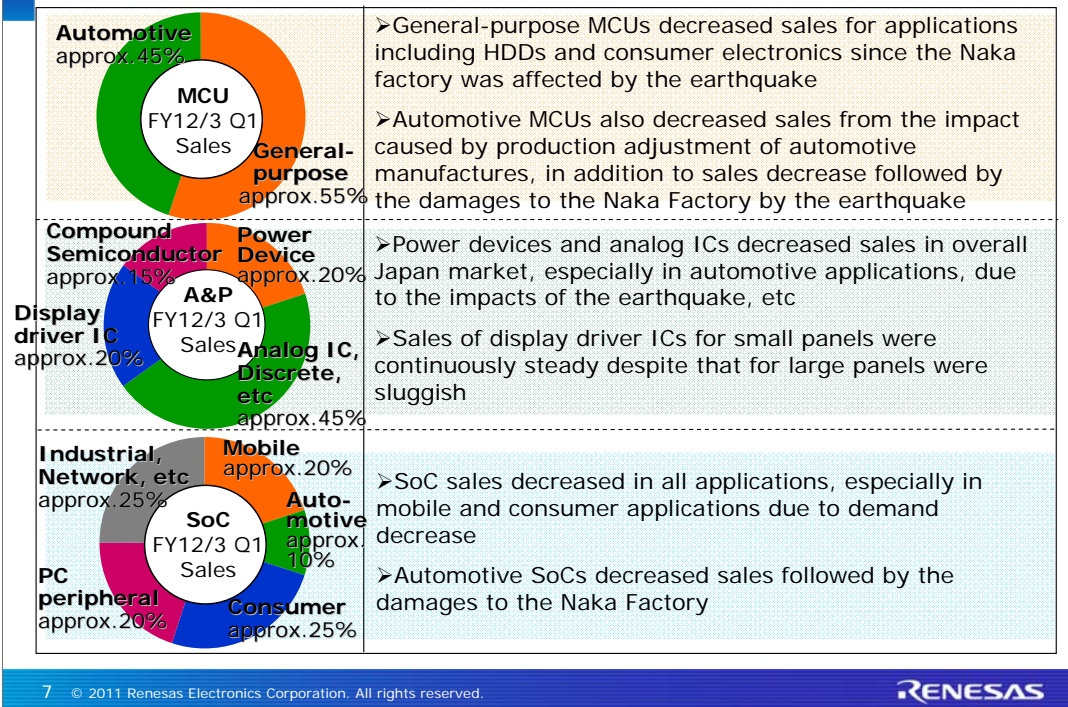 Automotive
approx.45%
MCU
FY12/3 Q1
Sales
General-
purpose
approx.55%
➢General-purpose MCUs decreased sales for applications
including HDDs and consumer electronics since the Naka
factory was affected by the earthquake
➢Automotive MCUs also decreased sales from the impact
caused by production adjustment of automotive
manufactures, in addition to sales decrease followed by
the damages to the Naka Factory by the earthquake
Compound
Semiconductor
approx.15%
Power
Device
approx.20%
A&P
FY12/3 Q1
Sales
Display
driver IC
approx.20%
Analog IC,
Discrete,
etc
approx.45%
➢Power devices and analog ICs decreased sales in overall
Japan market, especially in automotive applications, due
to the impacts of the earthquake, etc
➢Sales of display driver ICs for small panels were
continuously steady despite that for large panels were
sluggish
Industrial,
Network, etc
approx.25%
Mobile
approx.20%
Auto-
motive
approx.
10%
SoC
FY12/3 Q1
Sales
PC
peripheral
approx.20%
Consumer
approx.25%
➢SoC sales decreased in all applications, especially in
mobile and consumer applications due to demand
decrease
➢Automotive SoCs decreased sales followed by the
damages to the Naka Factory
7 © 2011 Renesas Electronics Corporation. All rights reserved.
RENESAS